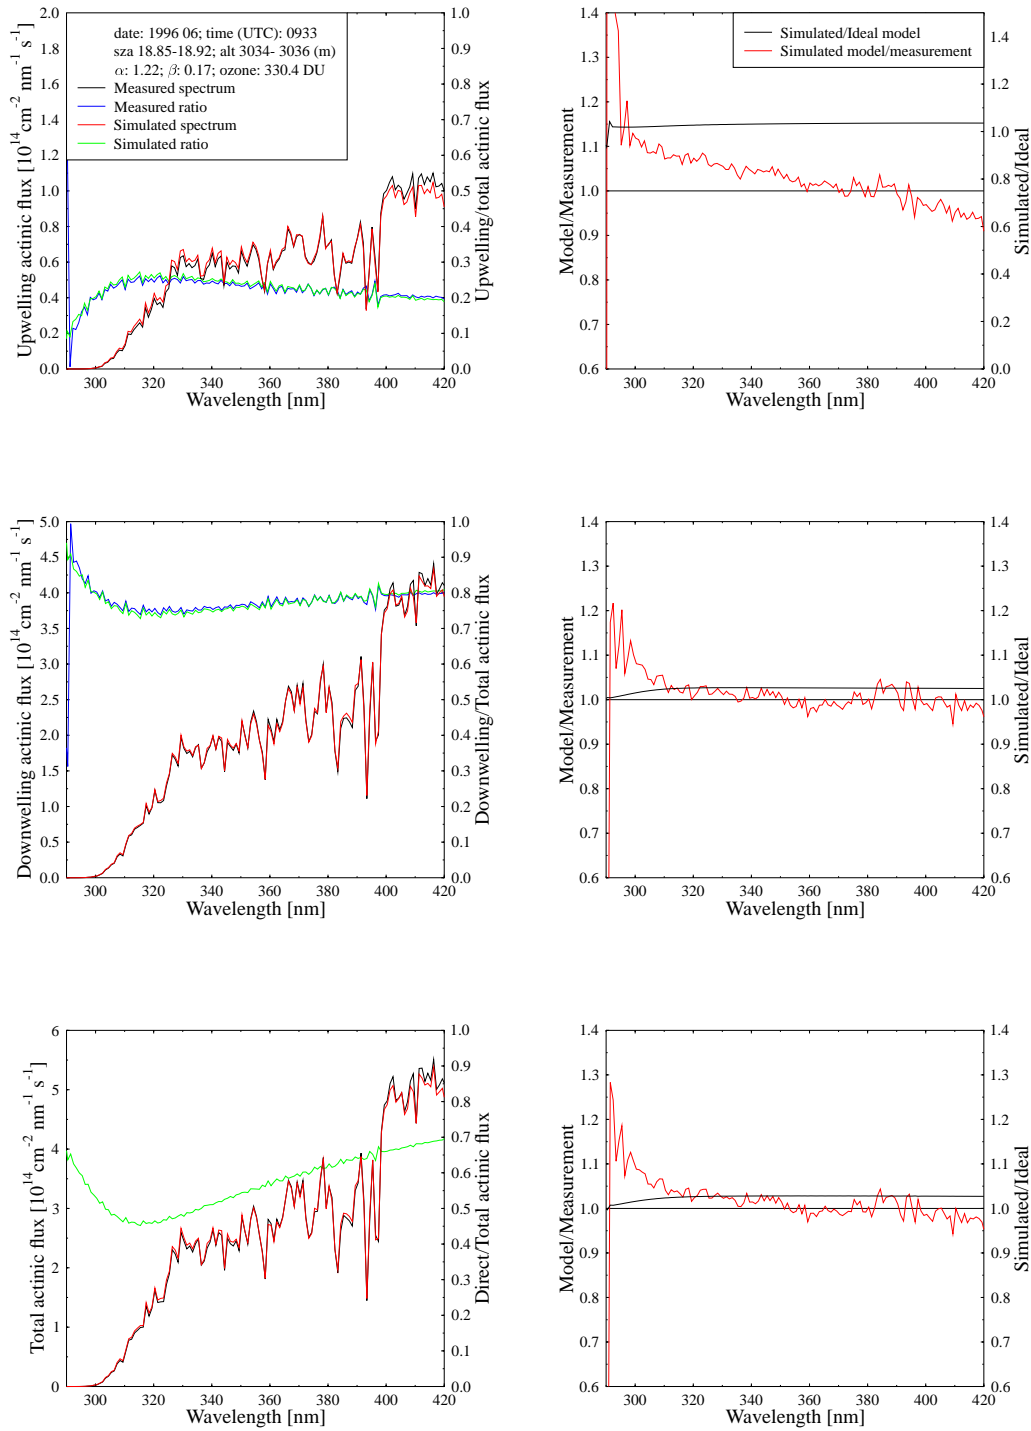 date: 1996 06; time (UTC): 0933
sza 18.85-18.92; alt 3034- 3036 (m)
α: 1.22; β: 0.17; ozone: 330.4 DU
Measured spectrum
Measured ratio
Simulated spectrum
Simulated ratio
Upwelling actinic flux [10^14 cm^-2 nm^-1 s^-1]
0.0 0.2 0.4 0.6 0.8 1.0 1.2 1.4 1.6 1.8 2.0
Upwelling/total actinic flux
0.0 0.1 0.2 0.3 0.4 0.5 0.6 0.7 0.8 0.9 1.0
300 320 340 360 380 400 420
Wavelength [nm]
Simulated/Ideal model
Simulated model/measurement
Model/Measurement
0.6 0.7 0.8 0.9 1.0 1.1 1.2 1.3 1.4
Simulated/Ideal
0.0 0.2 0.4 0.6 0.8 1.0 1.2 1.4
300 320 340 360 380 400 420
Wavelength [nm]
Downwelling actinic flux [10^14 cm^-2 nm^-1 s^-1]
0.0 0.5 1.0 1.5 2.0 2.5 3.0 3.5 4.0 4.5 5.0
Downwelling/Total actinic flux
0.0 0.1 0.2 0.3 0.4 0.5 0.6 0.7 0.8 0.9 1.0
300 320 340 360 380 400 420
Wavelength [nm]
Model/Measurement
0.6 0.7 0.8 0.9 1.0 1.1 1.2 1.3 1.4
Simulated/Ideal
0.6 0.7 0.8 0.9 1.0 1.1 1.2 1.3 1.4
300 320 340 360 380 400 420
Wavelength [nm]
Total actinic flux [10^14 cm^-2 nm^-1 s^-1]
0 1 2 3 4 5 6
Direct/Total actinic flux
0.0 0.1 0.2 0.3 0.4 0.5 0.6 0.7 0.8 0.9 1.0
300 320 340 360 380 400 420
Wavelength [nm]
Model/Measurement
0.6 0.7 0.8 0.9 1.0 1.1 1.2 1.3 1.4
Simulated/Ideal
0.6 0.7 0.8 0.9 1.0 1.1 1.2 1.3 1.4
300 320 340 360 380 400 420
Wavelength [nm]